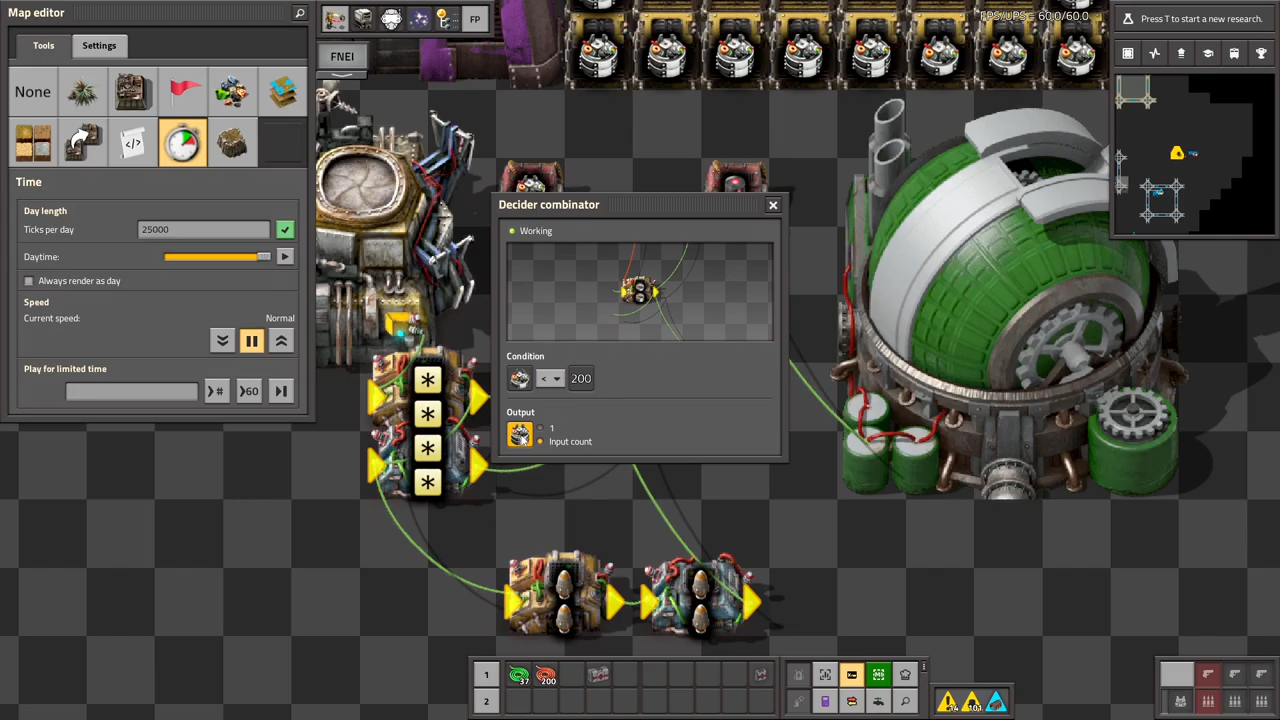 Map editor
Tools
Settings
None
Time
Day length
Ticks per day
25000
Daytime:
Always render as day
Speed
Current speed:
Normal
Play for limited time
>#
>60
FP
FNEI
FPS/UPS = 60.0/60.0
Press T to start a new research.
Decider combinator
Working
Condition
<
200
Output
1
Input count
1
37
200
2
14
101